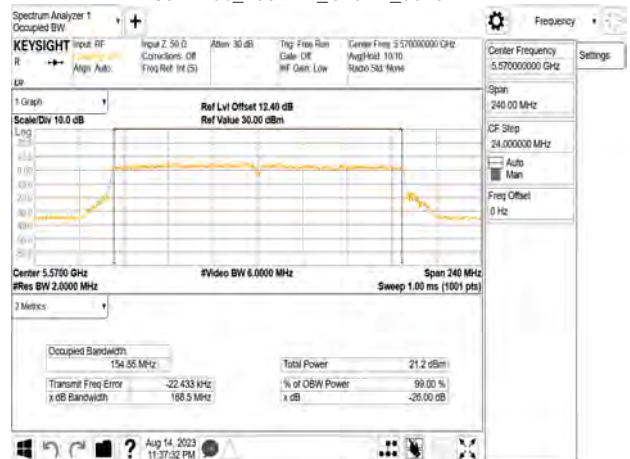 Spectrum Analyzer 1
Occupied BW
Frequency
KEYSIGHT Input: RF
R
Align: Auto
Input Z: 50 Ω
Corrections: Off
Freq Ref: Int (S)
Atten: 30 dB
Trig: Free Run
Gate: Off
#IF Gain: Low
Center Freq: 5.570000000 GHz
Avg|Hold: 10/10
Radio Std: None
1 Graph
Scale/Div 10.0 dB
Ref Lvl Offset 12.40 dB
Ref Value 30.00 dBm
Log
Center 5.5700 GHz
#Res BW 2.0000 MHz
#Video BW 6.0000 MHz
Span 240 MHz
Sweep 1.00 ms (1001 pts)
2 Metrics
Occupied Bandwidth
154.55 MHz
Transmit Freq Error -22.433 kHz
x dB Bandwidth 168.5 MHz
Total Power 21.2 dBm
% of OBW Power 99.00 %
x dB -26.00 dB
Center Frequency
5.570000000 GHz
Settings
Span
240.00 MHz
CF Step
24.000000 MHz
Auto
Man
Freq Offset
0 Hz
Aug 14, 2023
11:37:32 PM